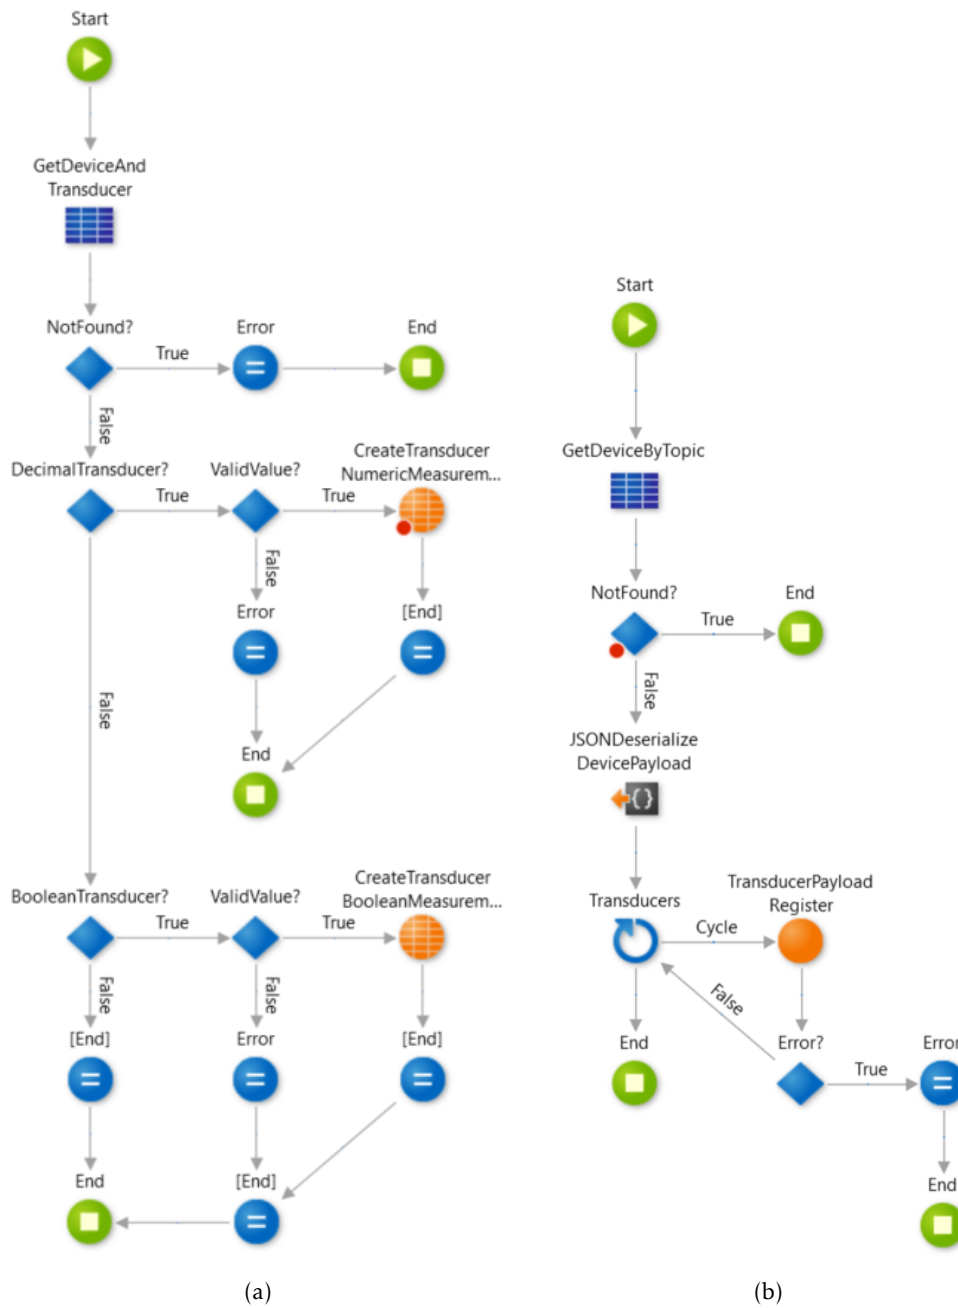 Start
GetDeviceAnd
Transducer
NotFound?
True
Error
End
False
DecimalTransducer?
True
ValidValue?
True
CreateTransducer
NumericMeasurem...
False
False
Error
[End]
End
BooleanTransducer?
True
ValidValue?
True
CreateTransducer
BooleanMeasurem...
False
False
[End]
Error
[End]
End
[End]
(a)
Start
GetDeviceByTopic
NotFound?
True
End
False
JSONDeserialize
DevicePayload
Transducers
Cycle
TransducerPayload
Register
False
End
Error?
True
Error
End
(b)